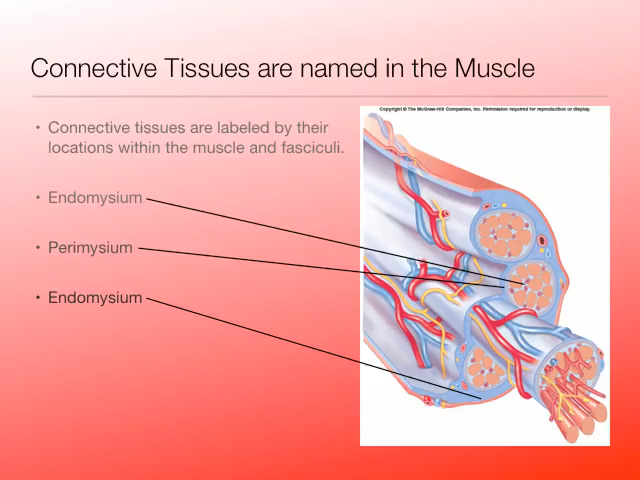 Connective Tissues are named in the Muscle
Copyright © The McGraw-Hill Companies, Inc. Permission required for reproduction or display.
• Connective tissues are labeled by their
locations within the muscle and fasciculi.
• Endomysium
• Perimysium
• Endomysium